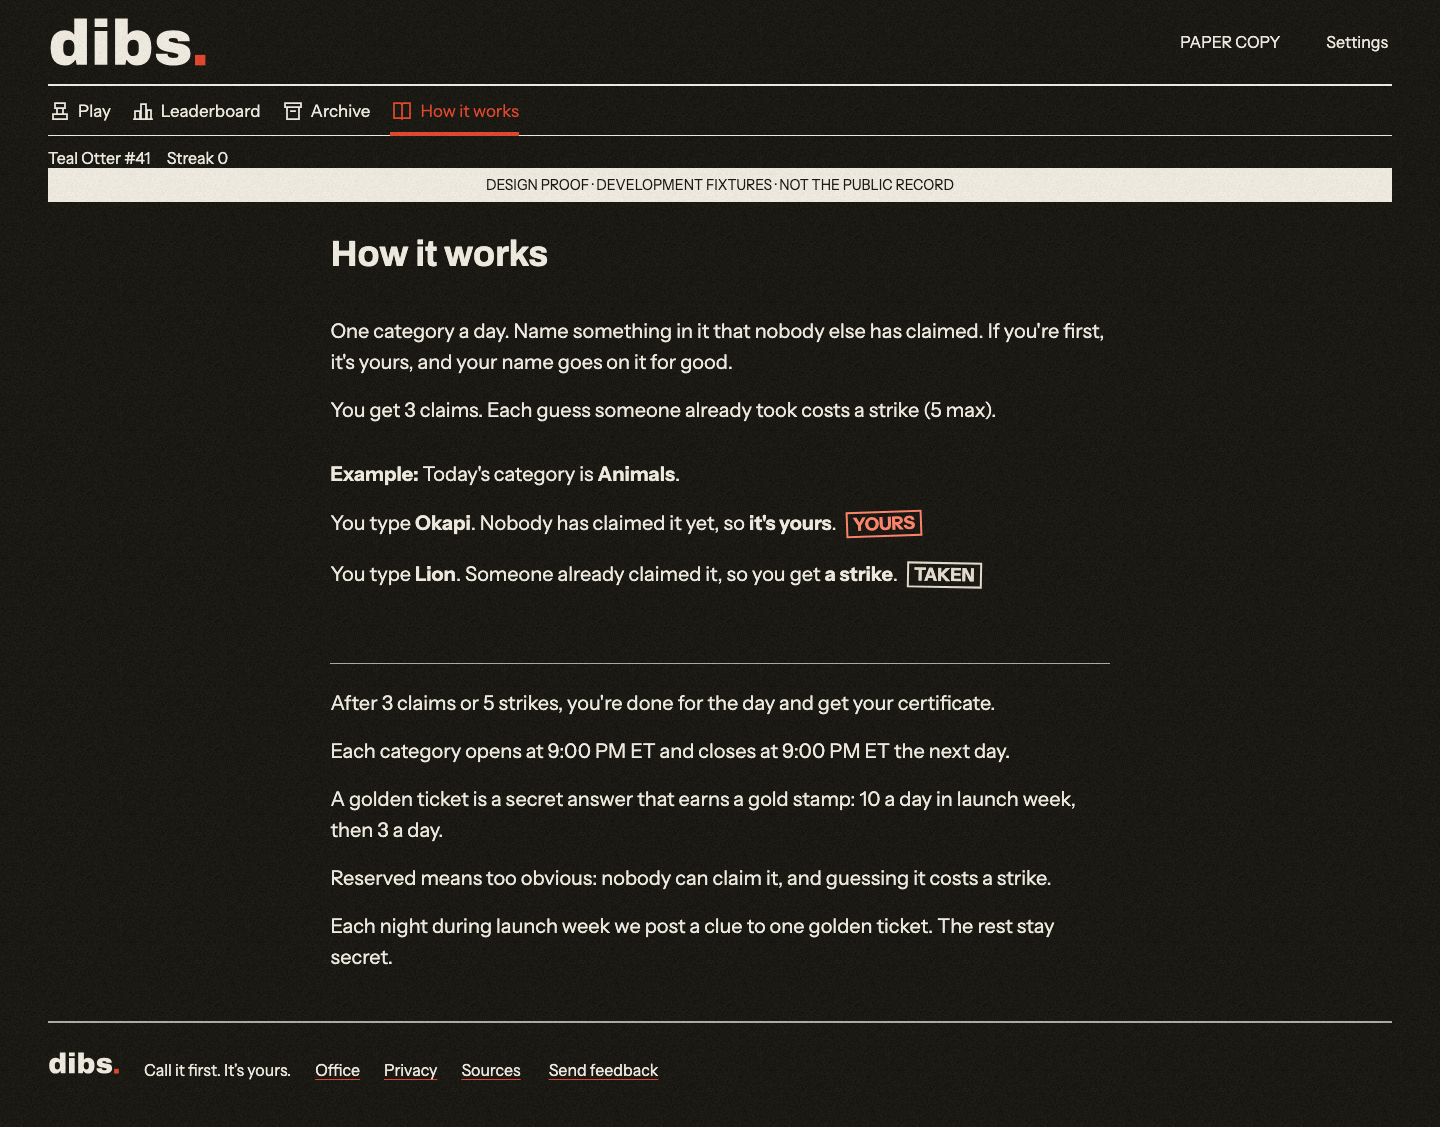 dibs.
PAPER COPY Settings
Play Leaderboard Archive How it works
Teal Otter #41 Streak 0
DESIGN PROOF · DEVELOPMENT FIXTURES · NOT THE PUBLIC RECORD
How it works
One category a day. Name something in it that nobody else has claimed. If you're first,
it's yours, and your name goes on it for good.
You get 3 claims. Each guess someone already took costs a strike (5 max).
Example: Today's category is Animals.
You type Okapi. Nobody has claimed it yet, so it's yours. YOURS
You type Lion. Someone already claimed it, so you get a strike. TAKEN
After 3 claims or 5 strikes, you're done for the day and get your certificate.
Each category opens at 9:00 PM ET and closes at 9:00 PM ET the next day.
A golden ticket is a secret answer that earns a gold stamp: 10 a day in launch week,
then 3 a day.
Reserved means too obvious: nobody can claim it, and guessing it costs a strike.
Each night during launch week we post a clue to one golden ticket. The rest stay
secret.
dibs. Call it first. It's yours. Office Privacy Sources Send feedback